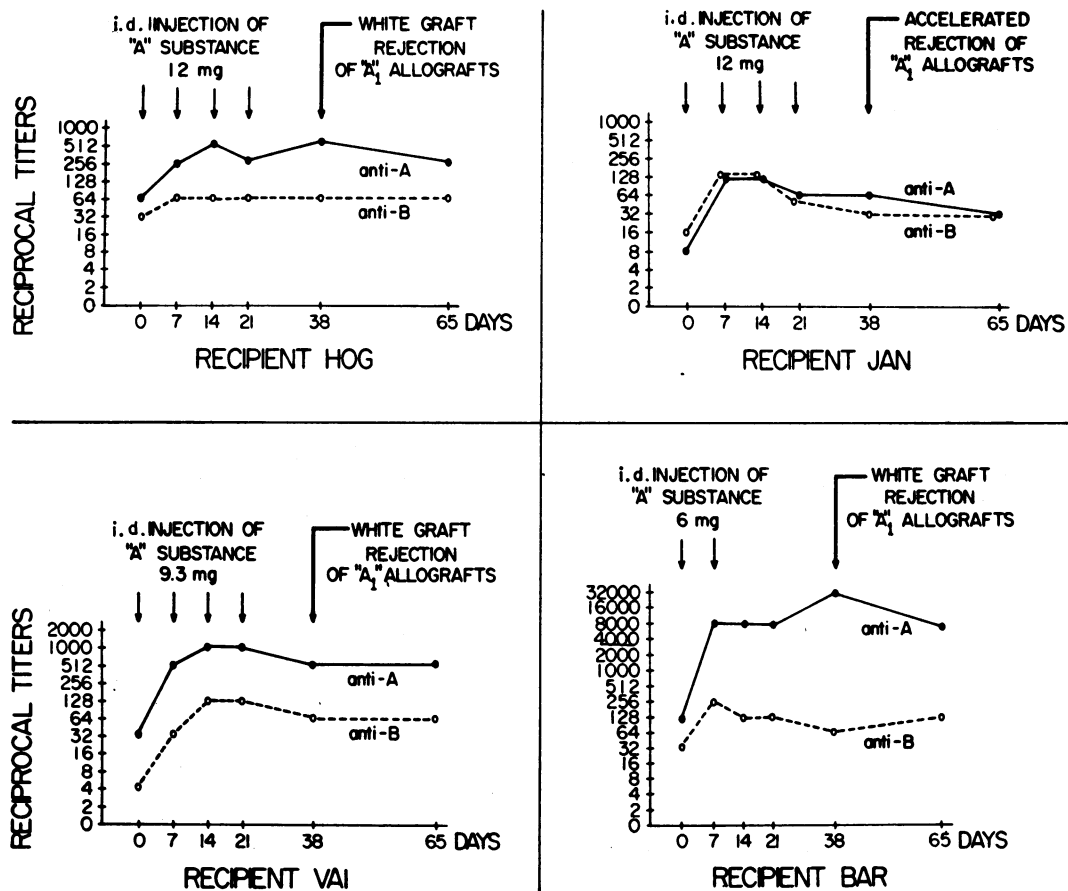 i.d. INJECTION OF
"A" SUBSTANCE
12 mg
WHITE GRAFT
REJECTION
OF "A1" ALLOGRAFTS
RECIPROCAL TITERS
1000
512
256
128
64
32
16
8
4
2
0
anti-A
anti-B
0 7 14 21 38 65 DAYS
RECIPIENT HOG
i.d. INJECTION OF
"A" SUBSTANCE
12 mg
ACCELERATED
REJECTION OF
"A1" ALLOGRAFTS
1000
512
256
128
64
32
16
8
4
2
0
anti-A
anti-B
0 7 14 21 38 65 DAYS
RECIPIENT JAN
i.d. INJECTION OF
"A" SUBSTANCE
9.3 mg
WHITE GRAFT
REJECTION
OF "A1" ALLOGRAFTS
RECIPROCAL TITERS
2000
1000
512
256
128
64
32
16
8
4
2
0
anti-A
anti-B
0 7 14 21 38 65 DAYS
RECIPIENT VAI
i.d. INJECTION OF
"A" SUBSTANCE
6 mg
WHITE GRAFT
REJECTION
OF "A1" ALLOGRAFTS
32000
16000
8000
4000
2000
1000
512
256
128
64
32
16
8
4
2
0
anti-A
anti-B
0 7 14 21 38 65 DAYS
RECIPIENT BAR